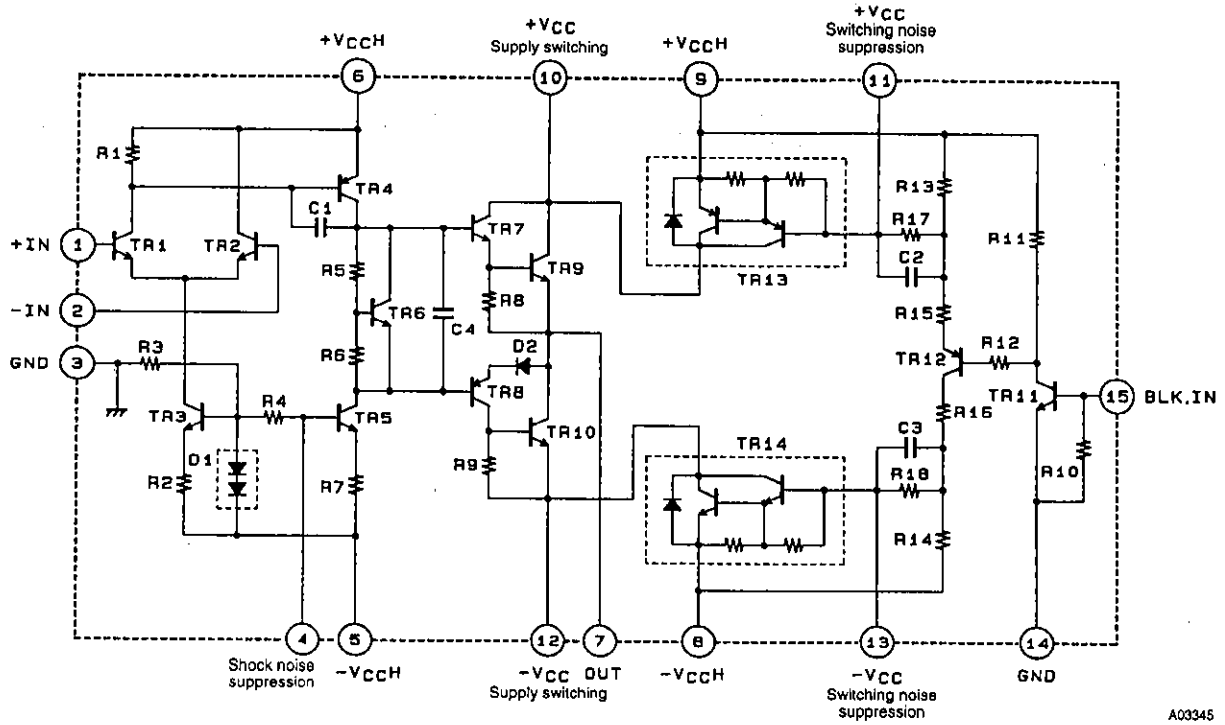 +VCC
+VCC
Switching noise
+VCCH
Supply switching
+VCCH
suppression
6
10
9
11
R1
TR4
R13
C1
TR7
R17
R11
+IN
1
TR1
TR2
TR13
C2
R5
TR9
-IN
2
TR6
C4
R8
R15
GND
3
R3
D2
TR12
R12
R6
TR8
TR11
15
BLK.IN
TR3
R4
TR5
R16
TR10
TR14
C3
D1
R9
R10
R2
R7
R18
R14
4
5
12
7
8
13
14
Shock noise
suppression
-VCCH
-VCC
OUT
-VCCH
-VCC
GND
Supply switching
Switching noise
suppression
A03345